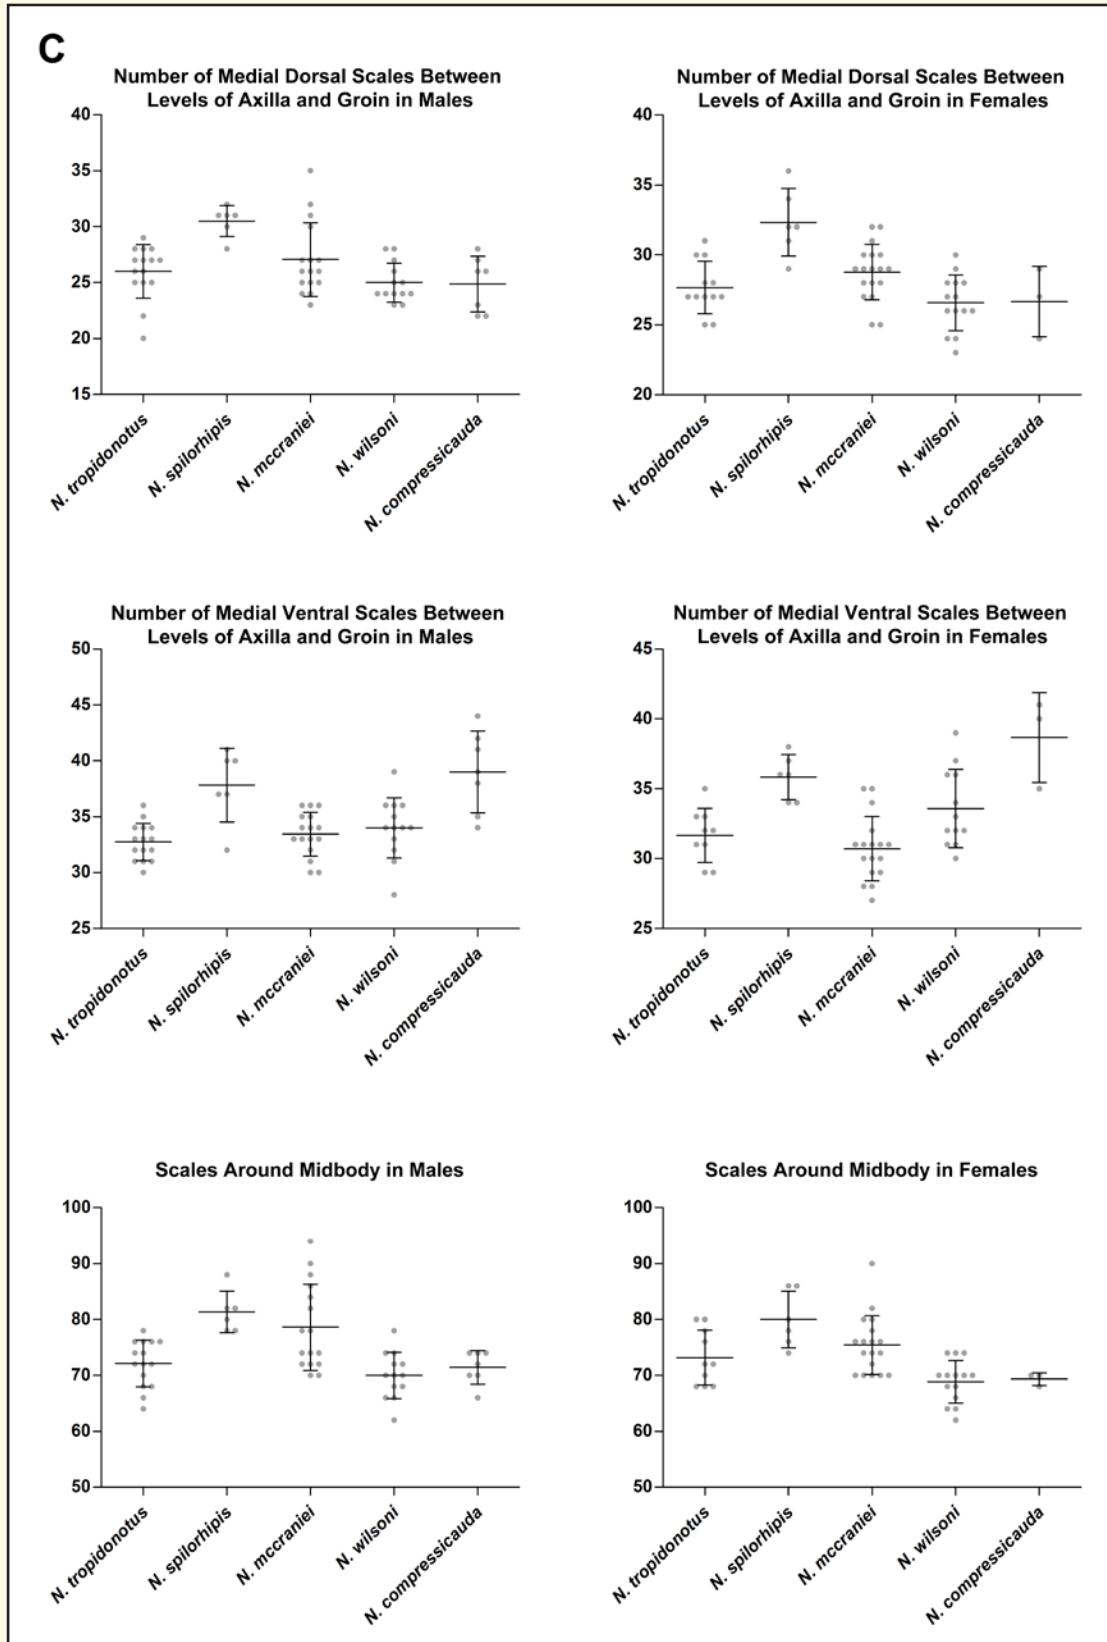 C
Number of Medial Dorsal Scales Between
Levels of Axilla and Groin in Males
40
35
30
25
20
15
N. tropidonotus
N. spilorhipis
N. mccraniei
N. wilsoni
N. compressicauda
Number of Medial Dorsal Scales Between
Levels of Axilla and Groin in Females
40
35
30
25
20
N. tropidonotus
N. spilorhipis
N. mccraniei
N. wilsoni
N. compressicauda
Number of Medial Ventral Scales Between
Levels of Axilla and Groin in Males
50
45
40
35
30
25
N. tropidonotus
N. spilorhipis
N. mccraniei
N. wilsoni
N. compressicauda
Number of Medial Ventral Scales Between
Levels of Axilla and Groin in Females
45
40
35
30
25
N. tropidonotus
N. spilorhipis
N. mccraniei
N. wilsoni
N. compressicauda
Scales Around Midbody in Males
100
90
80
70
60
50
N. tropidonotus
N. spilorhipis
N. mccraniei
N. wilsoni
N. compressicauda
Scales Around Midbody in Females
100
90
80
70
60
50
N. tropidonotus
N. spilorhipis
N. mccraniei
N. wilsoni
N. compressicauda